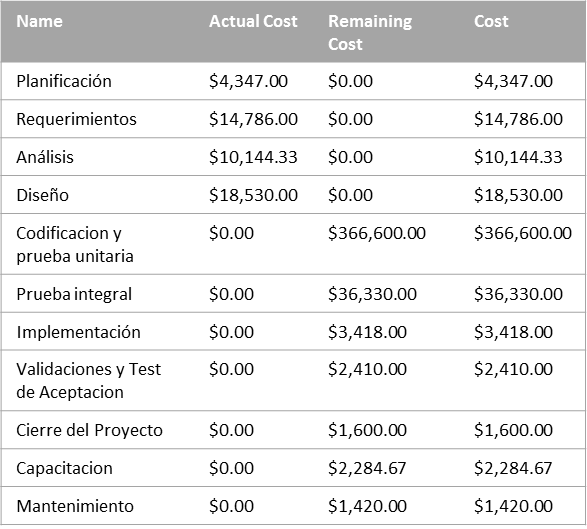 Name Actual Cost Remaining Cost
Cost
Planificación $4,347.00 $0.00 $4,347.00
Requerimientos $14,786.00 $0.00 $14,786.00
Análisis $10,144.33 $0.00 $10,144.33
Diseño $18,530.00 $0.00 $18,530.00
Codificacion y $0.00 $366,600.00 $366,600.00
prueba unitaria
Prueba integral $0.00 $36,330.00 $36,330.00
Implementación $0.00 $3,418.00 $3,418.00
Validaciones y Test $0.00 $2,410.00 $2,410.00
de Aceptacion
Cierre del Proyecto $0.00 $1,600.00 $1,600.00
Capacitacion $0.00 $2,284.67 $2,284.67
Mantenimiento $0.00 $1,420.00 $1,420.00